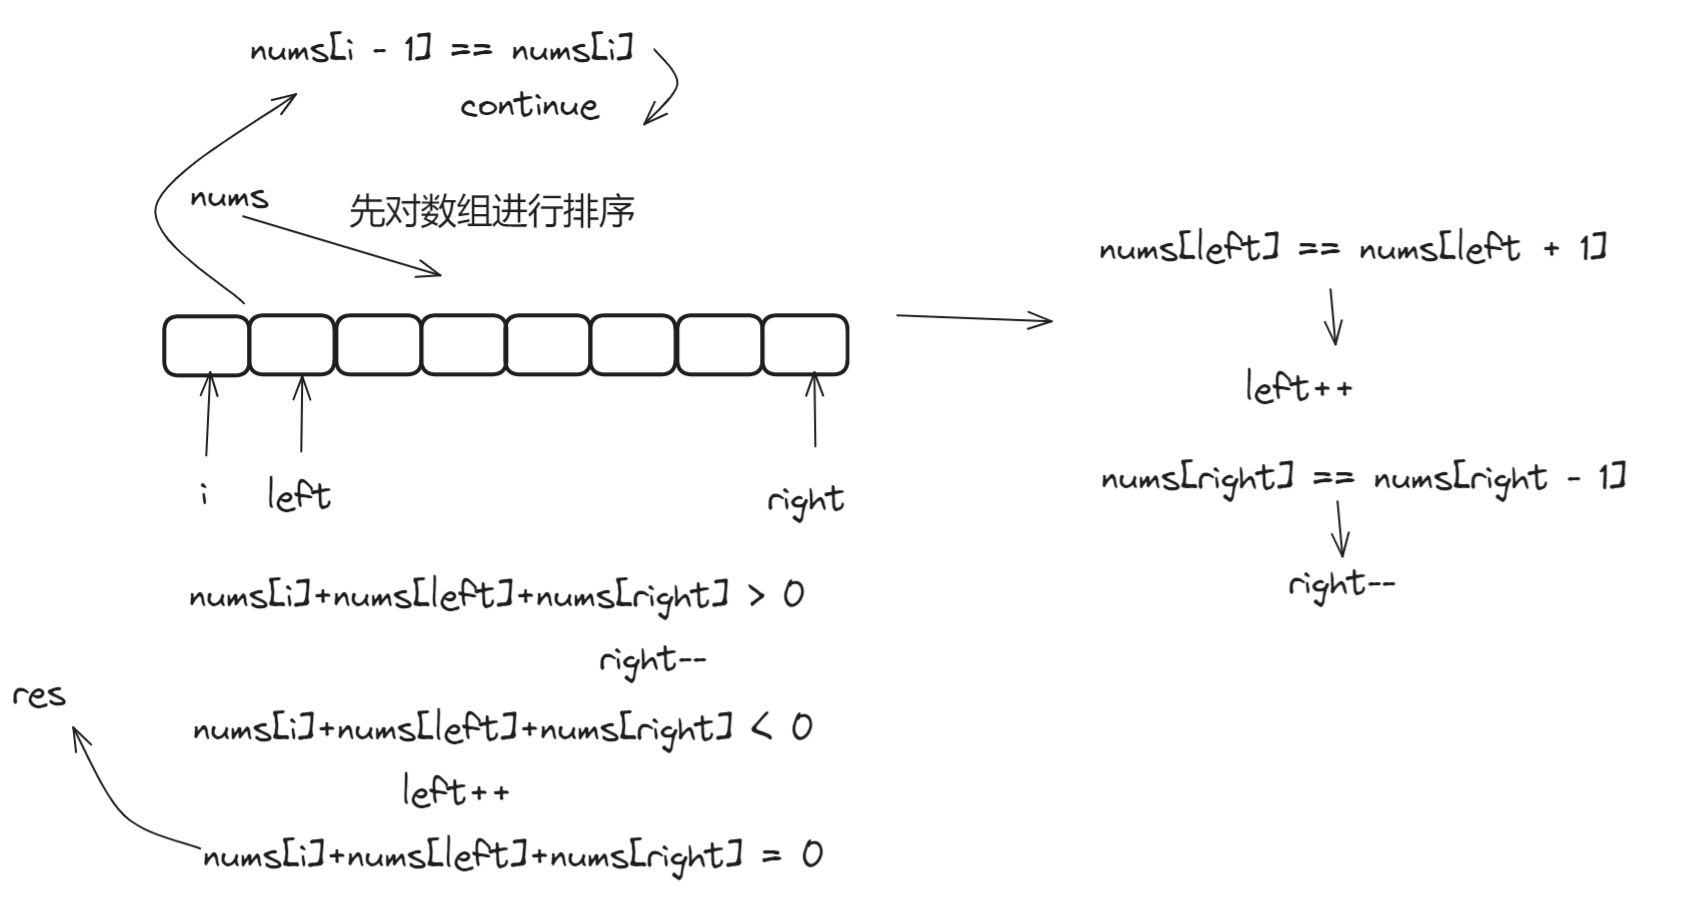 nums[i - 1] == nums[i]
continue
nums
先对数组进行排序
i
left
right
nums[i]+nums[left]+nums[right] > 0
right--
nums[i]+nums[left]+nums[right] < 0
left++
nums[i]+nums[left]+nums[right] = 0
res
nums[left] == nums[left + 1]
left++
nums[right] == nums[right - 1]
right--